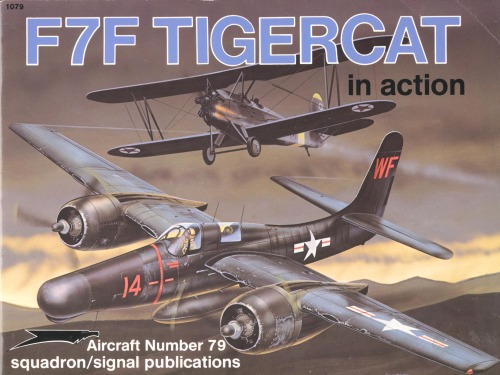 1079
F7F TIGERCAT
in action
WF
14
Aircraft Number 79
squadron/signal publications